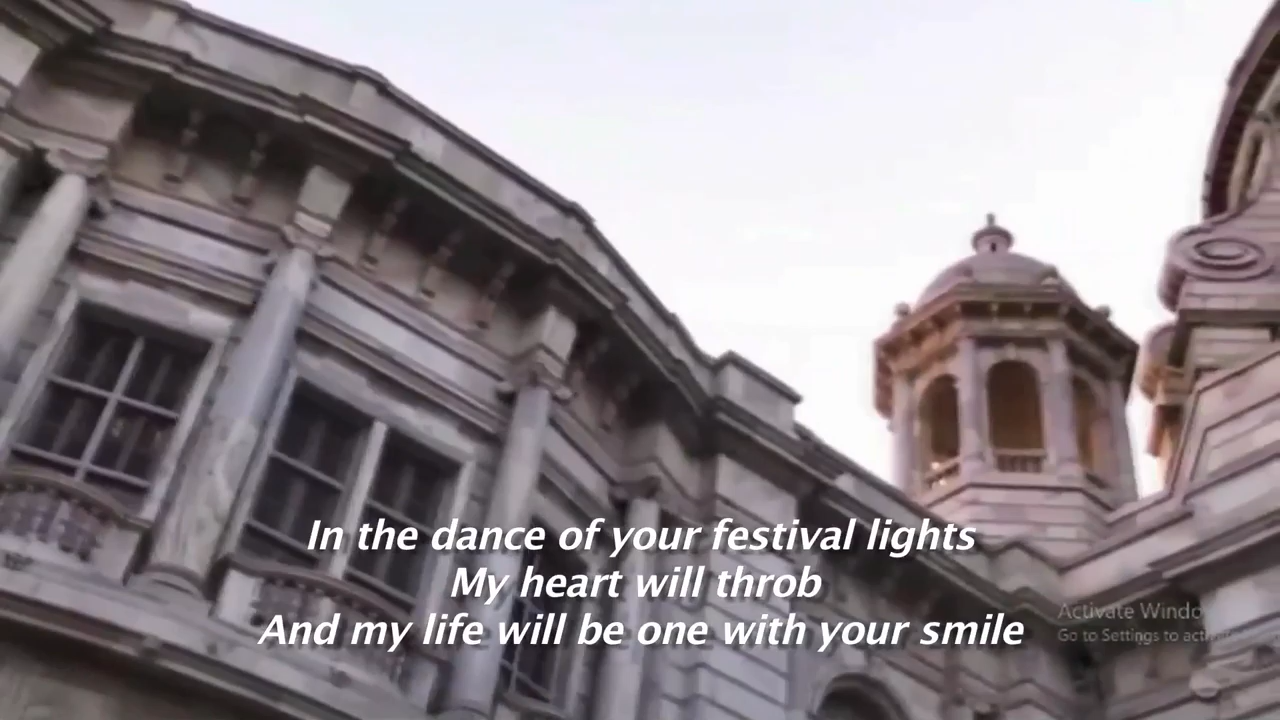 In the dance of your festival lights
My heart will throb
And my life will be one with your smile
Activate Windo
Go to Settings to activ